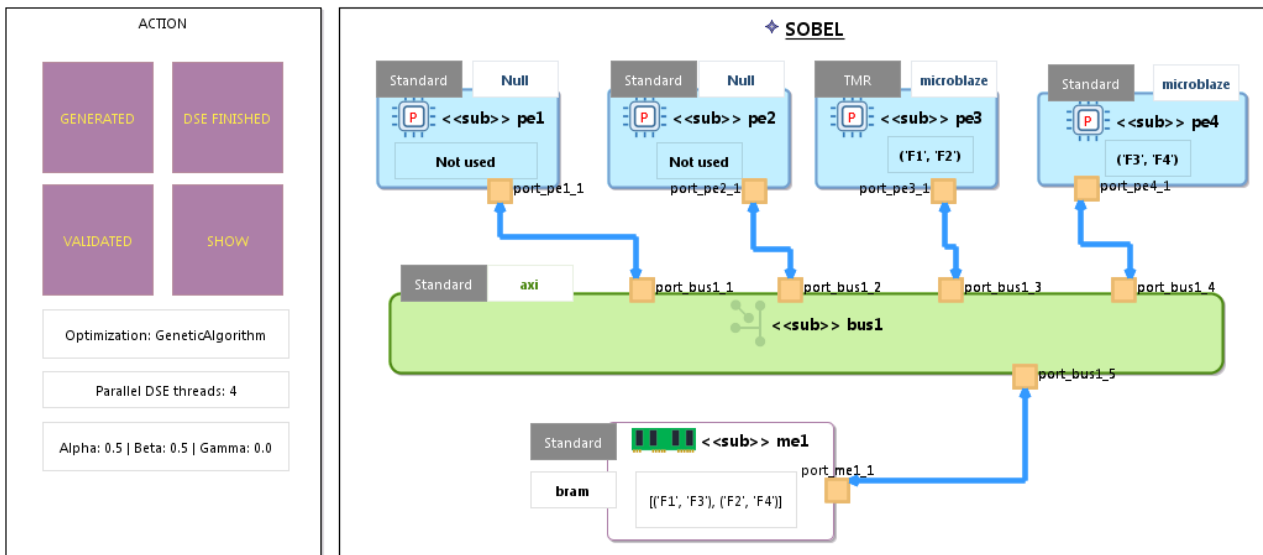 ACTION
GENERATED
DSE FINISHED
VALIDATED
SHOW
Optimization: GeneticAlgorithm
Parallel DSE threads: 4
Alpha: 0.5 | Beta: 0.5 | Gamma: 0.0
SOBEL
Standard
Null
P
<<sub>> pe1
Not used
port_pe1_1
Standard
Null
P
<<sub>> pe2
Not used
port_pe2_1
TMR
microblaze
P
<<sub>> pe3
('F1', 'F2')
port_pe3_1
Standard
microblaze
P
<<sub>> pe4
('F3', 'F4')
port_pe4_1
Standard
axi
port_bus1_1
port_bus1_2
port_bus1_3
port_bus1_4
<<sub>> bus1
port_bus1_5
Standard
<<sub>> me1
port_me1_1
bram
[('F1', 'F3'), ('F2', 'F4')]